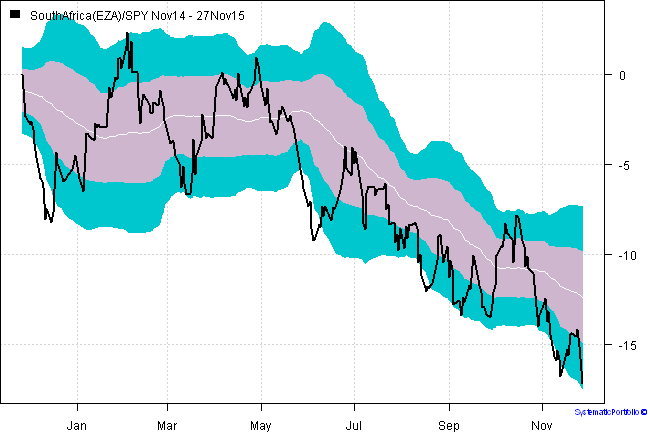 SouthAfrica(EZA)/SPY Nov14 - 27Nov15
0
-5
-10
-15
Jan Mar May Jul Sep Nov
SystematicPortfolio ©